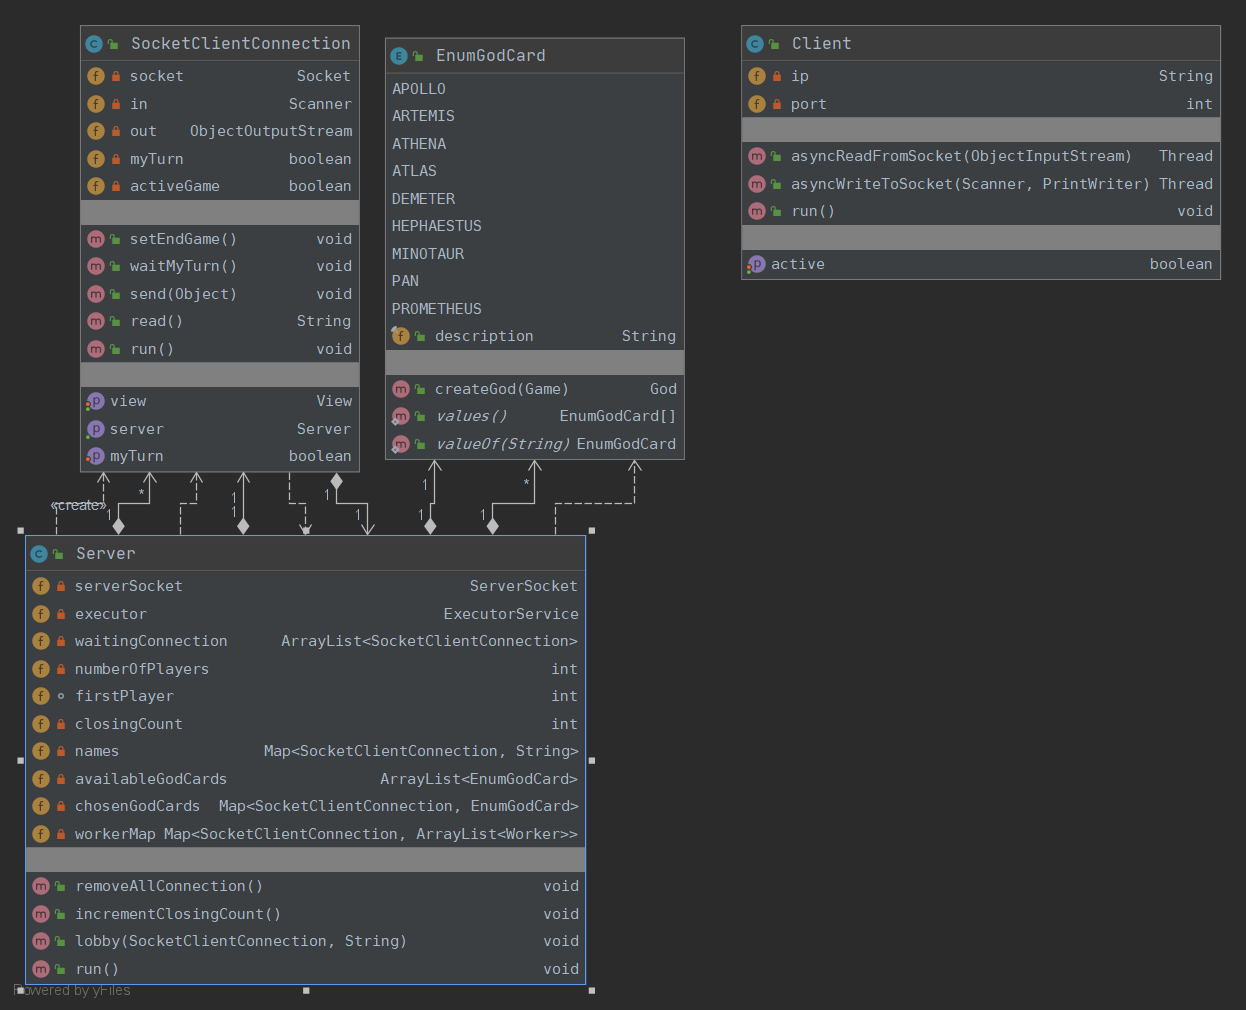 SocketClientConnection
socket Socket
in Scanner
out ObjectOutputStream
myTurn boolean
activeGame boolean
setEndGame() void
waitMyTurn() void
send(Object) void
read() String
run() void
view View
server Server
myTurn boolean
EnumGodCard
APOLLO
ARTEMIS
ATHENA
ATLAS
DEMETER
HEPHAESTUS
MINOTAUR
PAN
PROMETHEUS
description String
createGod(Game) God
values() EnumGodCard[]
valueOf(String) EnumGodCard
Client
ip String
port int
asyncReadFromSocket(ObjectInputStream) Thread
asyncWriteToSocket(Scanner, PrintWriter) Thread
run() void
active boolean
«create»
1
*
1
1
1
1
1
1
1
*
Server
serverSocket ServerSocket
executor ExecutorService
waitingConnection ArrayList<SocketClientConnection>
numberOfPlayers int
firstPlayer int
closingCount int
names Map<SocketClientConnection, String>
availableGodCards ArrayList<EnumGodCard>
chosenGodCards Map<SocketClientConnection, EnumGodCard>
workerMap Map<SocketClientConnection, ArrayList<Worker>>
removeAllConnection() void
incrementClosingCount() void
lobby(SocketClientConnection, String) void
run() void
Powered by yFiles